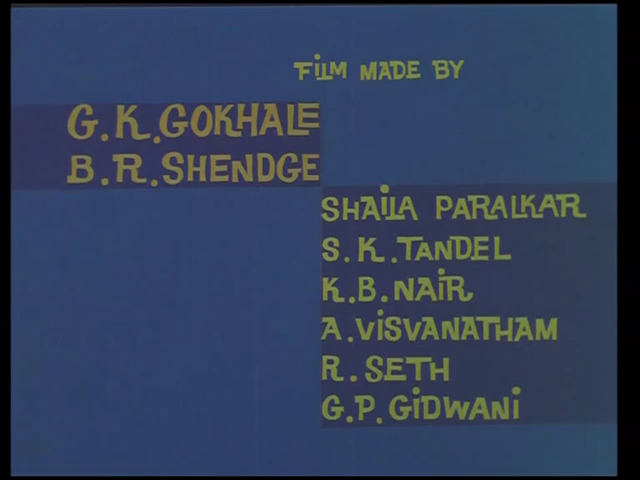 FiLM MADE BY
G.K.GOKHALE
B.R.SHENDGE
SHAiLA PARALKAR
S.K.TANDEL
K.B.NAiR
A.ViSVANATHAM
R.SETH
G.P.GiDWANi